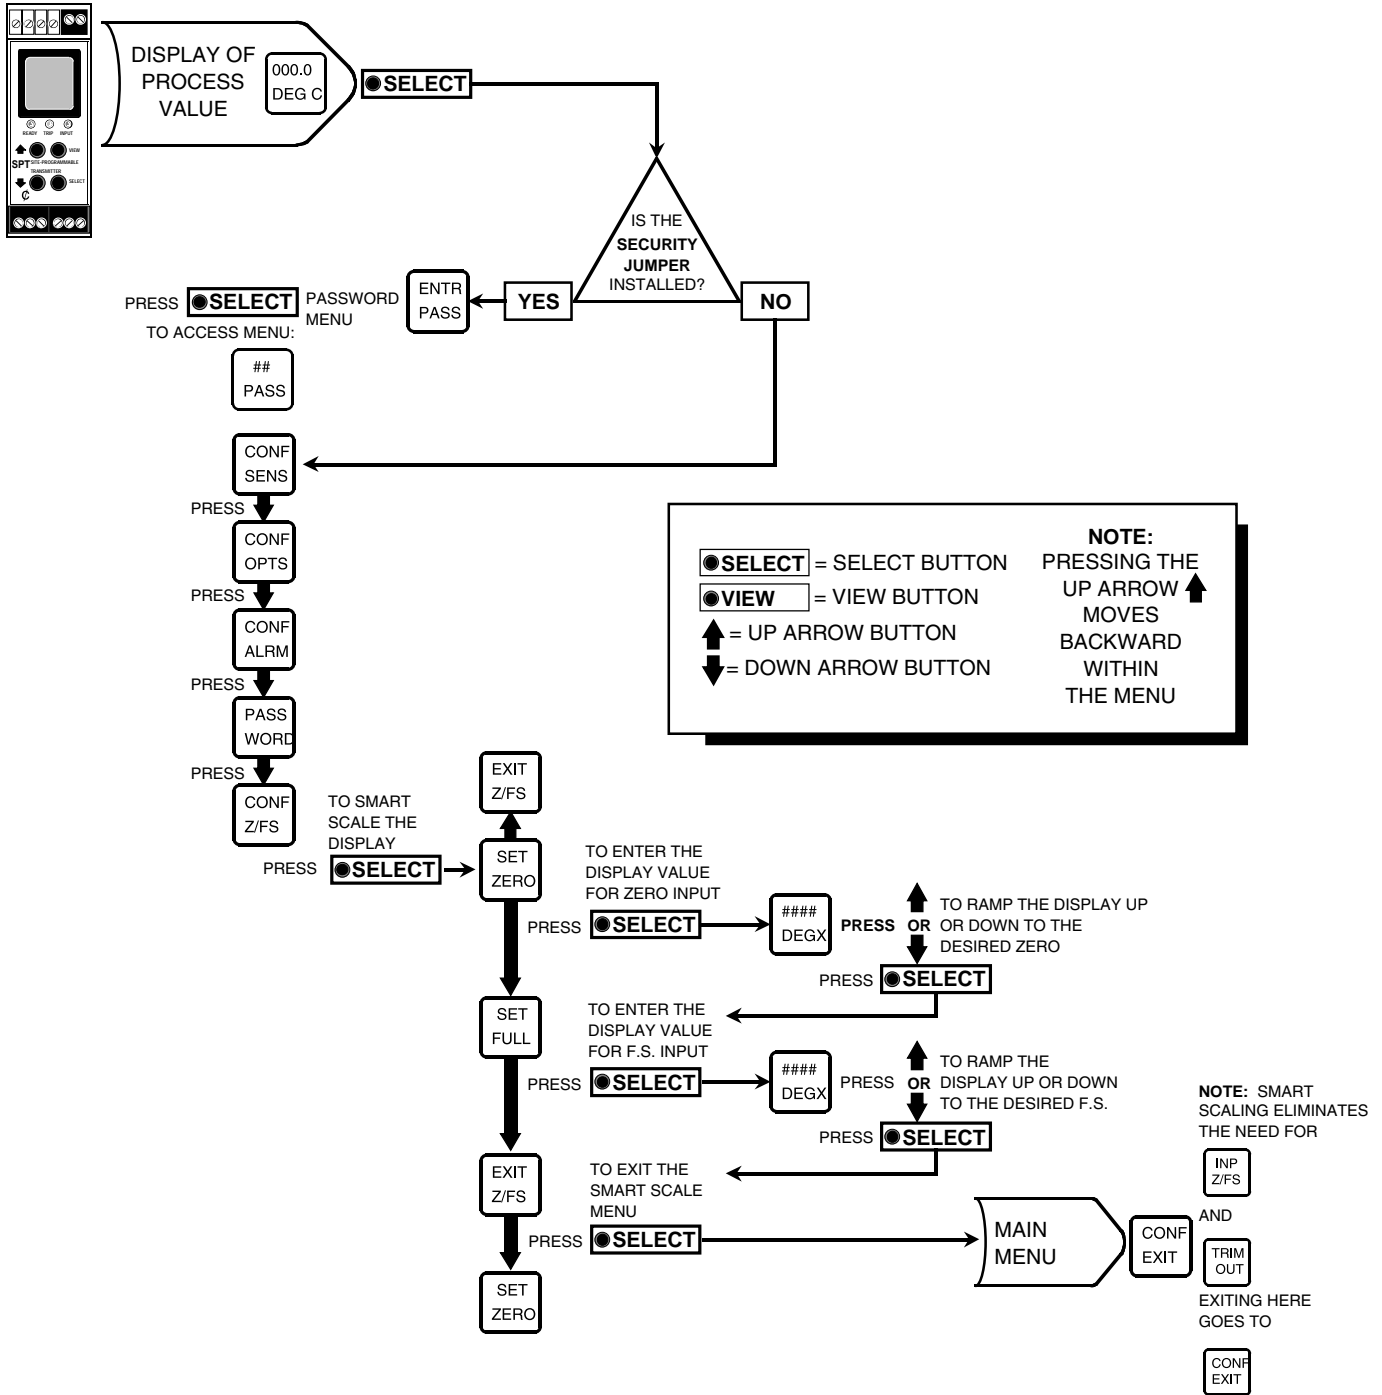 DISPLAY OF
PROCESS
VALUE
000.0
DEG C
SELECT
READY TRIP INPUT
VIEW
SPT SITE-PROGRAMMABLE
TRANSMITTER
SELECT
IS THE
SECURITY
JUMPER
INSTALLED?
YES
NO
ENTR
PASS
PASSWORD
MENU
PRESS SELECT
TO ACCESS MENU:
##
PASS
CONF
SENS
PRESS
CONF
OPTS
PRESS
CONF
ALRM
PRESS
PASS
WORD
PRESS
CONF
Z/FS
SELECT = SELECT BUTTON
VIEW = VIEW BUTTON
= UP ARROW BUTTON
= DOWN ARROW BUTTON
NOTE:
PRESSING THE
UP ARROW
MOVES
BACKWARD
WITHIN
THE MENU
TO SMART
SCALE THE
DISPLAY
PRESS SELECT
EXIT
Z/FS
SET
ZERO
TO ENTER THE
DISPLAY VALUE
FOR ZERO INPUT
PRESS SELECT
####
DEGX
PRESS OR
TO RAMP THE DISPLAY UP
OR DOWN TO THE
DESIRED ZERO
PRESS SELECT
SET
FULL
TO ENTER THE
DISPLAY VALUE
FOR F.S. INPUT
PRESS SELECT
####
DEGX
PRESS OR
TO RAMP THE
DISPLAY UP OR DOWN
TO THE DESIRED F.S.
PRESS SELECT
EXIT
Z/FS
TO EXIT THE
SMART SCALE
MENU
PRESS SELECT
SET
ZERO
MAIN
MENU
CONF
EXIT
NOTE: SMART
SCALING ELIMINATES
THE NEED FOR
INP
Z/FS
AND
TRIM
OUT
EXITING HERE
GOES TO
CONF
EXIT